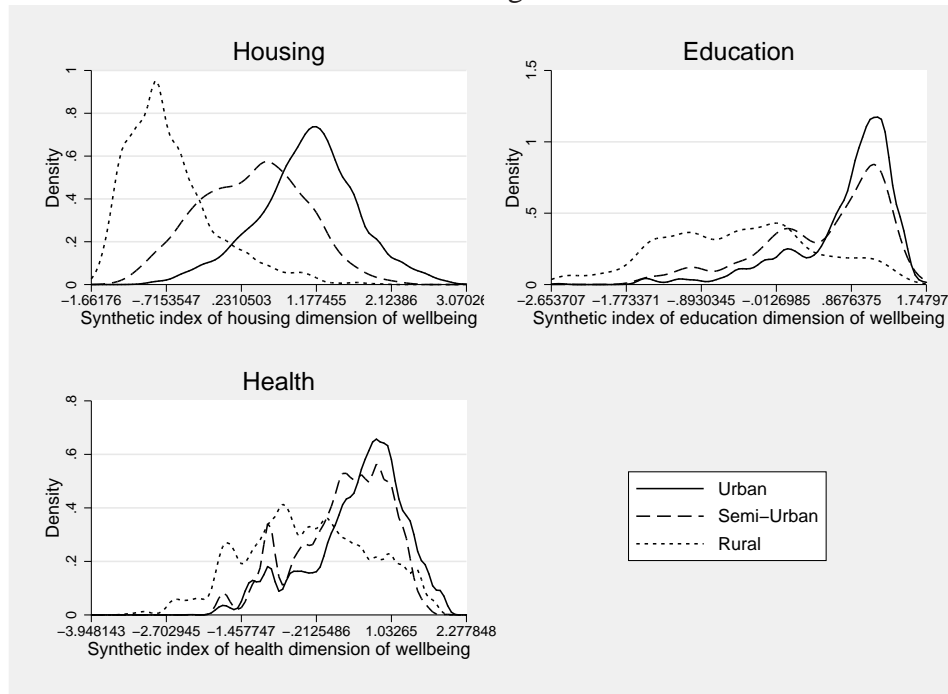 Housing
Density
0 .2 .4 .6 .8 1
−1.66176 −.7153547 .2310503 1.177455 2.12386 3.07026
Synthetic index of housing dimension of wellbeing
Education
Density
0 .5 1 1.5
−2.653707 −1.773371 −.8930345 −.0126985 .8676375 1.74797
Synthetic index of education dimension of wellbeing
Health
Density
0 .2 .4 .6 .8
−3.948143 −2.702945 −1.457747 −.2125486 1.03265 2.277848
Synthetic index of health dimension of wellbeing
Urban
Semi−Urban
Rural